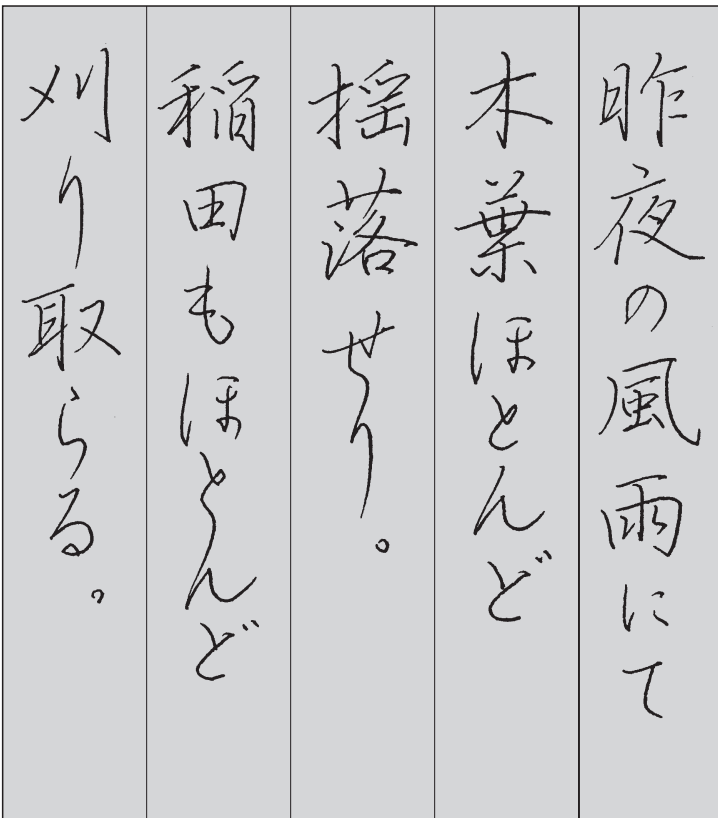 昨夜の風雨にて
木葉ほとんど
揺落せり。
稲田もほとんど
刈り取らる。